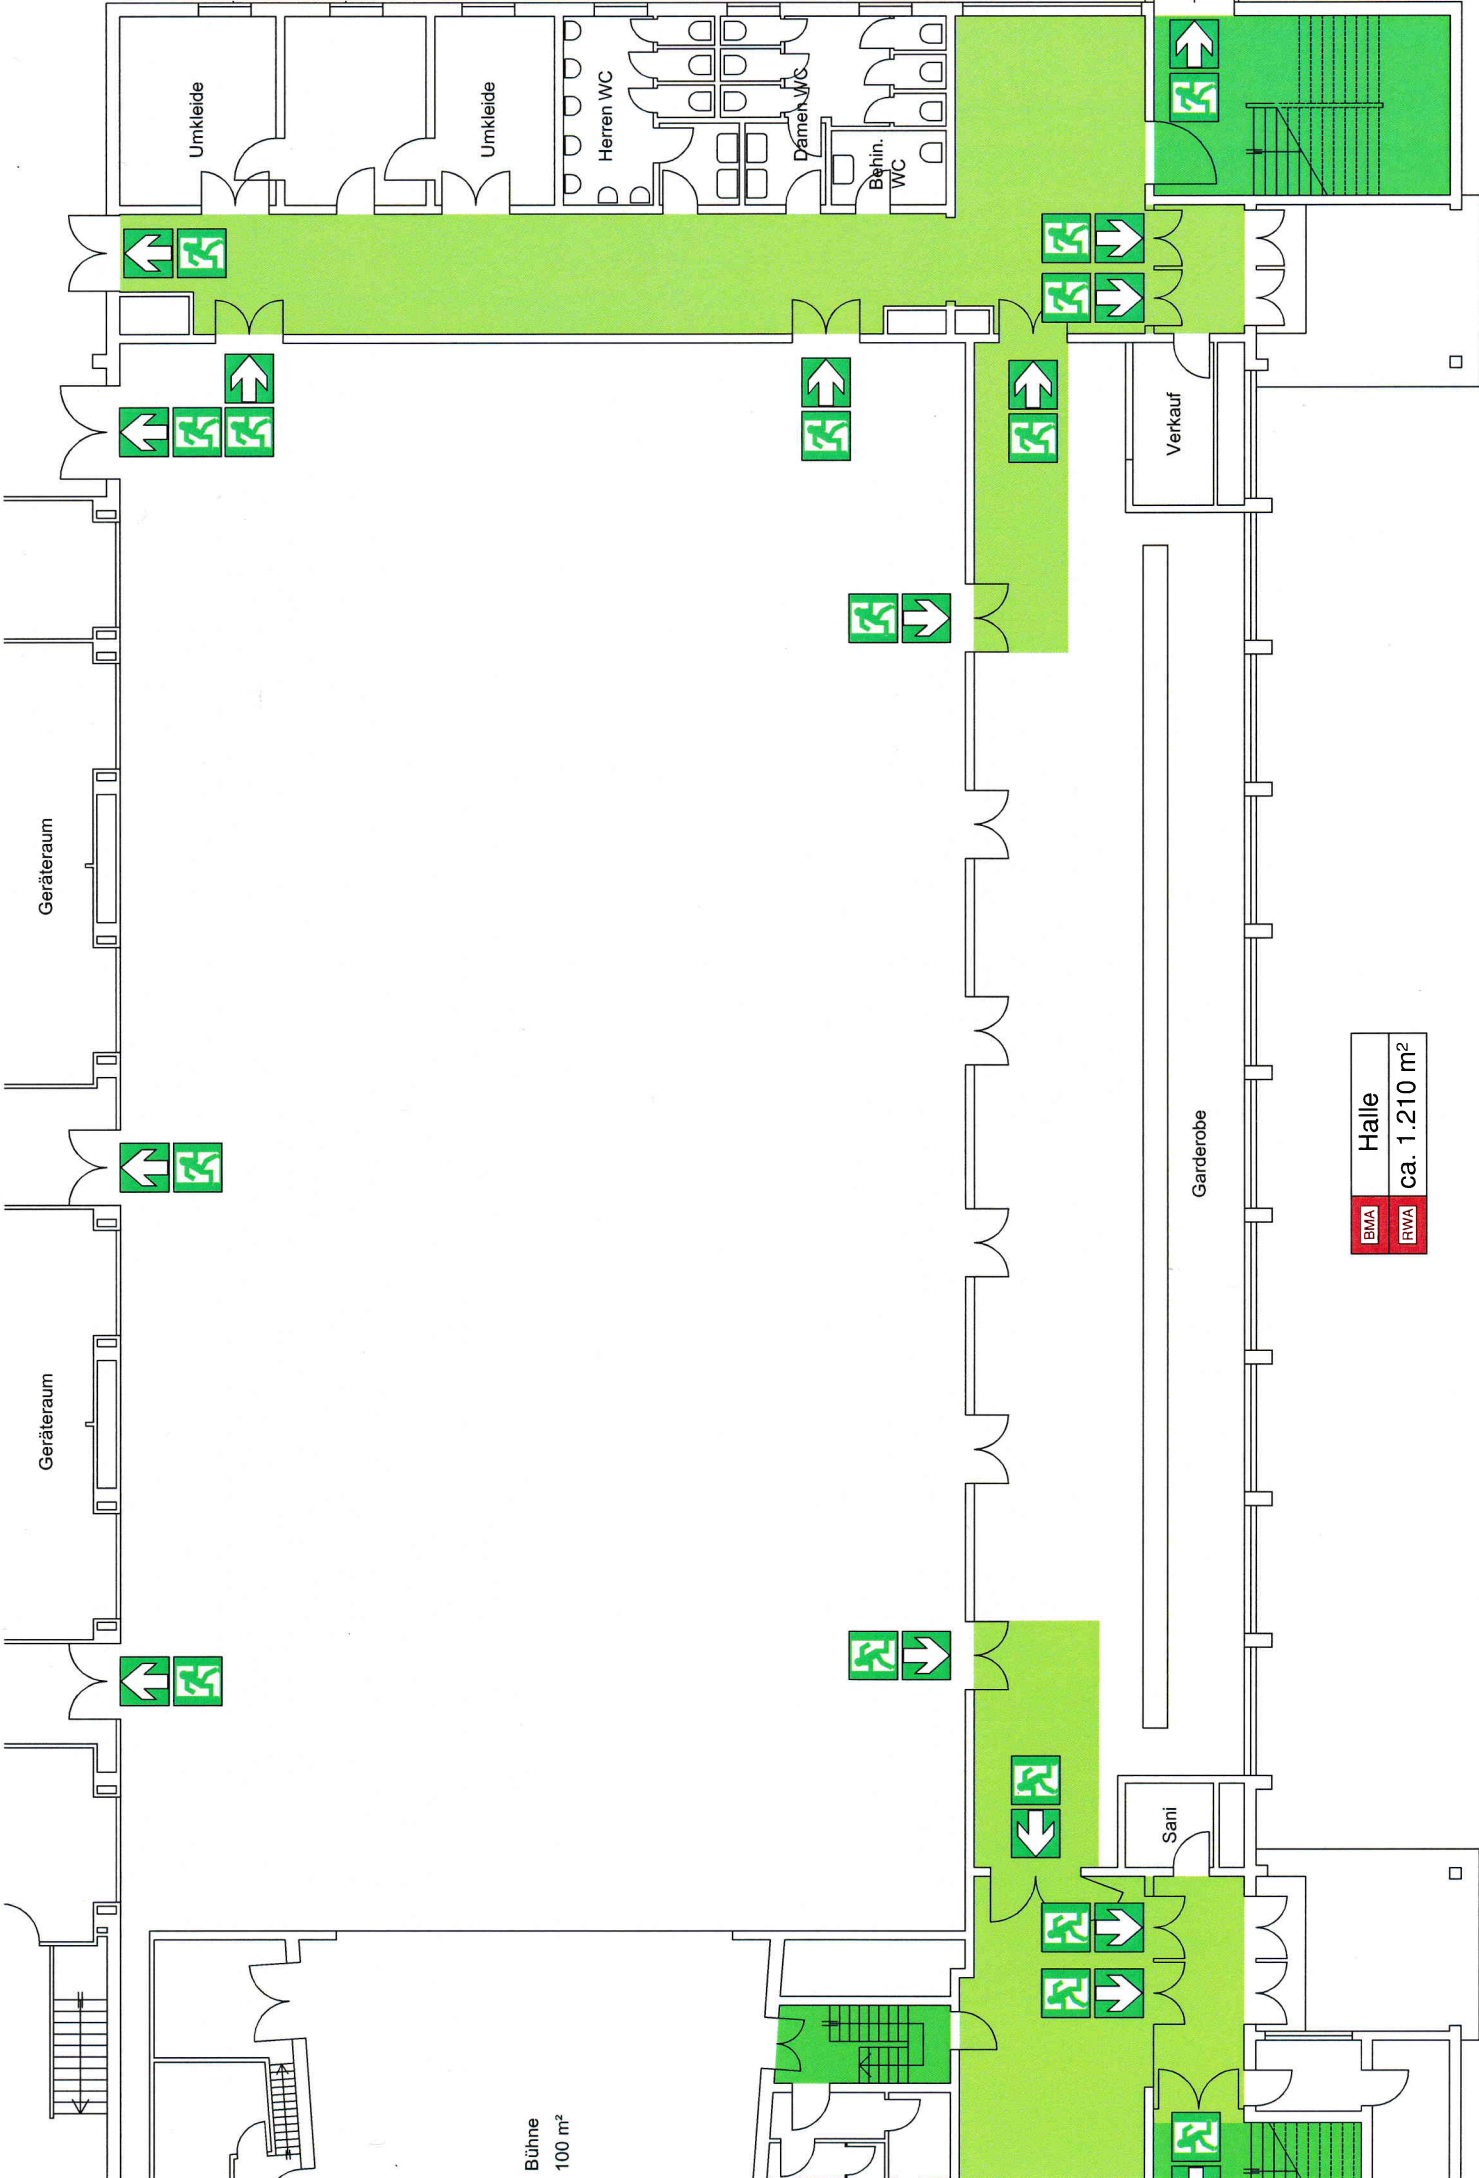 Umkleide
Umkleide
Herren WC
Damen WC
Behin.
WC
Verkauf
Geräteraum
Geräteraum
Garderobe
BMA
Halle
RWA
ca. 1.210 m²
Sani
Bühne
100 m²